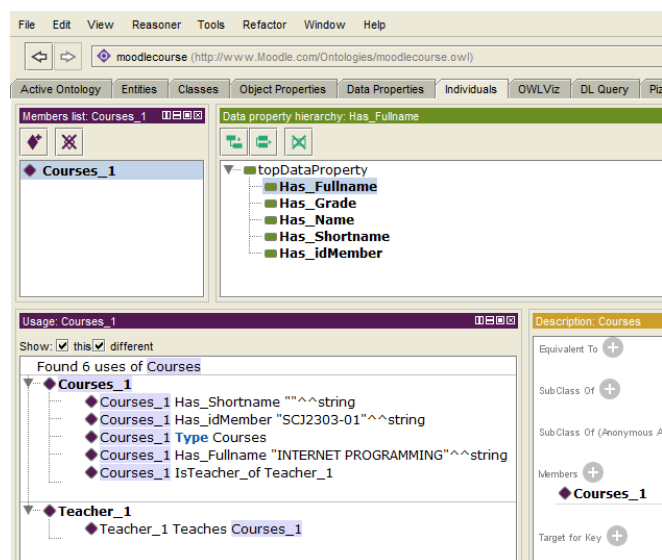 File Edit View Reasoner Tools Refactor Window Help
moodlecourse (http://www.Moodle.com/Ontologies/moodlecourse.owl)
Active Ontology Entities Classes Object Properties Data Properties Individuals OWLViz DL Query
Members list: Courses_1
Data property hierarchy: Has_Fullname
Courses_1
topDataProperty
Has_Fullname
Has_Grade
Has_Name
Has_Shortname
Has_idMember
Usage: Courses_1
Show: this different
Found 6 uses of Courses
Courses_1
Courses_1 Has_Shortname ""^^string
Courses_1 Has_idMember "SCJ2303-01"^^string
Courses_1 Type Courses
Courses_1 Has_Fullname "INTERNET PROGRAMMING"^^string
Courses_1 IsTeacher_of Teacher_1
Teacher_1
Teacher_1 Teaches Courses_1
Description: Courses
Equivalent To
SubClass Of
SubClass Of (Anonymous A
Members
Courses_1
Target for Key